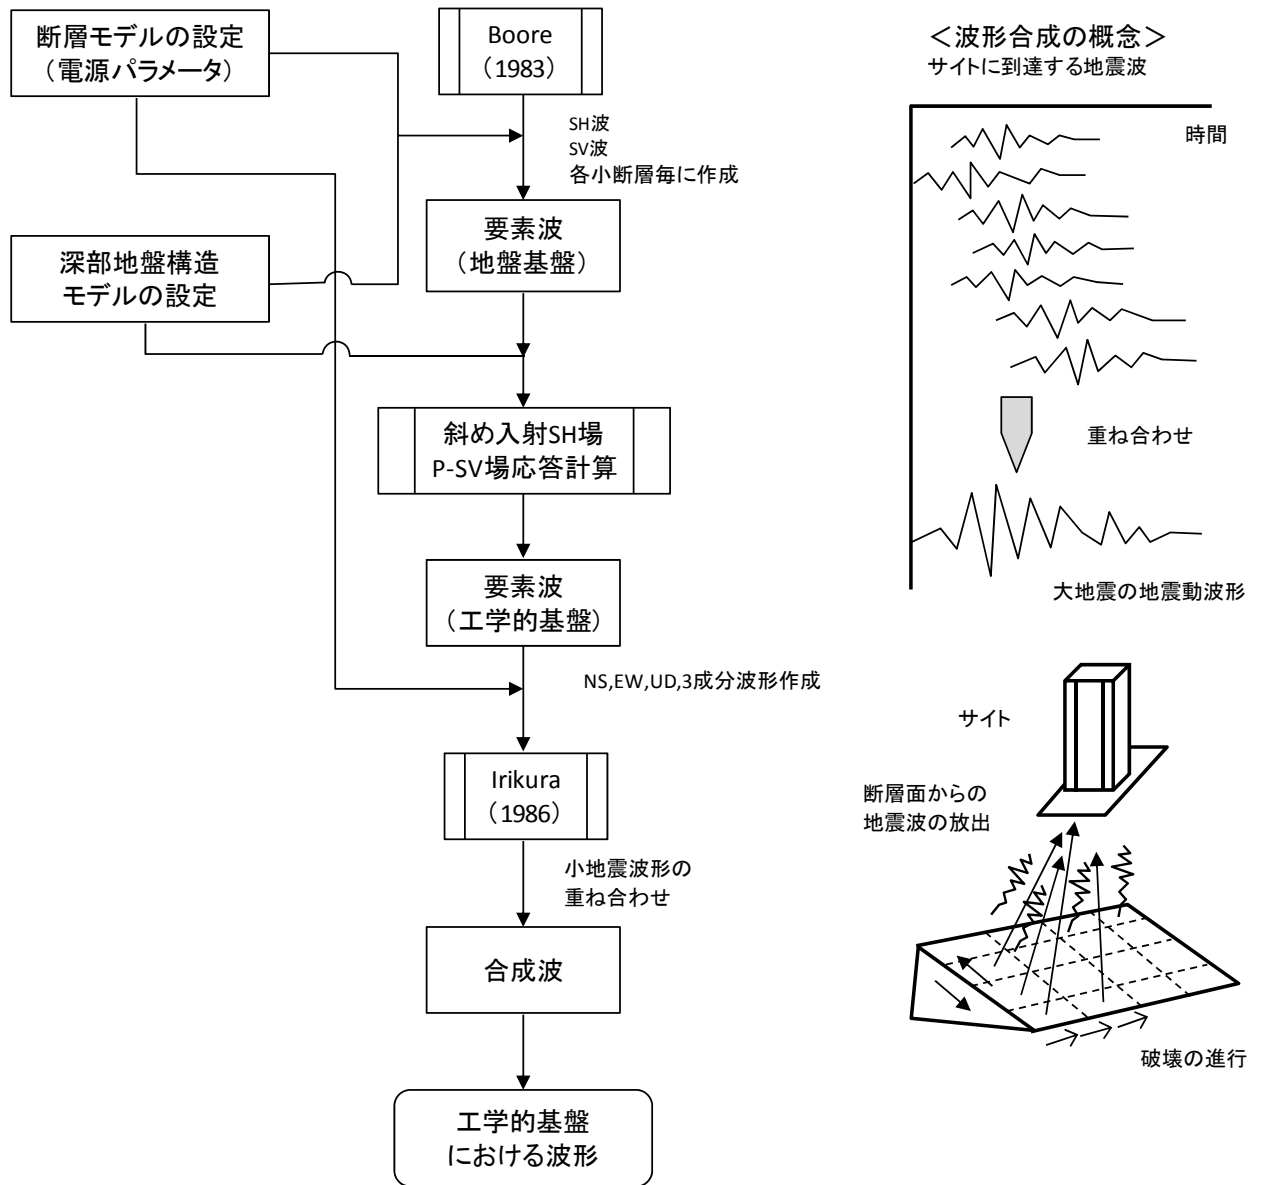 断層モデルの設定
（電源パラメータ）
Boore
（1983）
SH波
SV波
各小断層毎に作成
要素波
（地盤基盤）
深部地盤構造
モデルの設定
斜め入射SH場
P-SV場応答計算
要素波
（工学的基盤）
NS,EW,UD,3成分波形作成
Irikura
（1986）
小地震波形の
重ね合わせ
合成波
工学的基盤
における波形
＜波形合成の概念＞
サイトに到達する地震波
時間
重ね合わせ
大地震の地震動波形
サイト
断層面からの
地震波の放出
破壊の進行